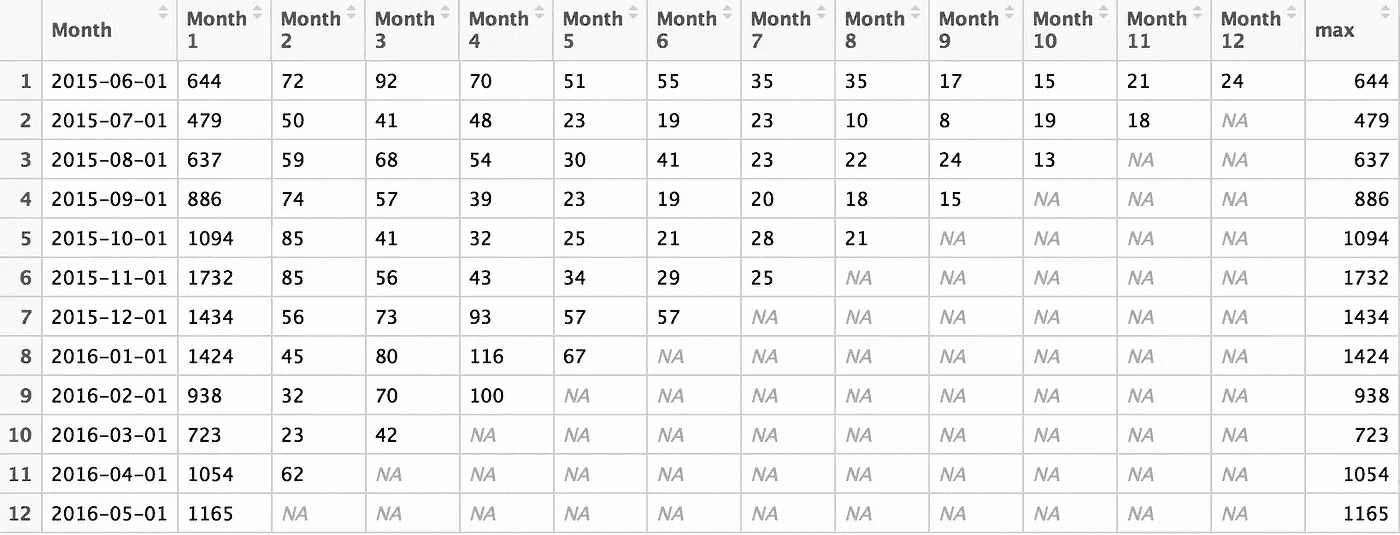 Month Month 1 Month 2 Month 3 Month 4 Month 5 Month 6 Month 7 Month 8 Month 9 Month 10 Month 11 Month 12 max
1 2015-06-01 644 72 92 70 51 55 35 35 17 15 21 24 644
2 2015-07-01 479 50 41 48 23 19 23 10 8 19 18 NA 479
3 2015-08-01 637 59 68 54 30 41 23 22 24 13 NA NA 637
4 2015-09-01 886 74 57 39 23 19 20 18 15 NA NA NA 886
5 2015-10-01 1094 85 41 32 25 21 28 21 NA NA NA NA 1094
6 2015-11-01 1732 85 56 43 34 29 25 NA NA NA NA NA 1732
7 2015-12-01 1434 56 73 93 57 57 NA NA NA NA NA NA 1434
8 2016-01-01 1424 45 80 116 67 NA NA NA NA NA NA NA 1424
9 2016-02-01 938 32 70 100 NA NA NA NA NA NA NA NA 938
10 2016-03-01 723 23 42 NA NA NA NA NA NA NA NA NA 723
11 2016-04-01 1054 62 NA NA NA NA NA NA NA NA NA NA 1054
12 2016-05-01 1165 NA NA NA NA NA NA NA NA NA NA NA 1165